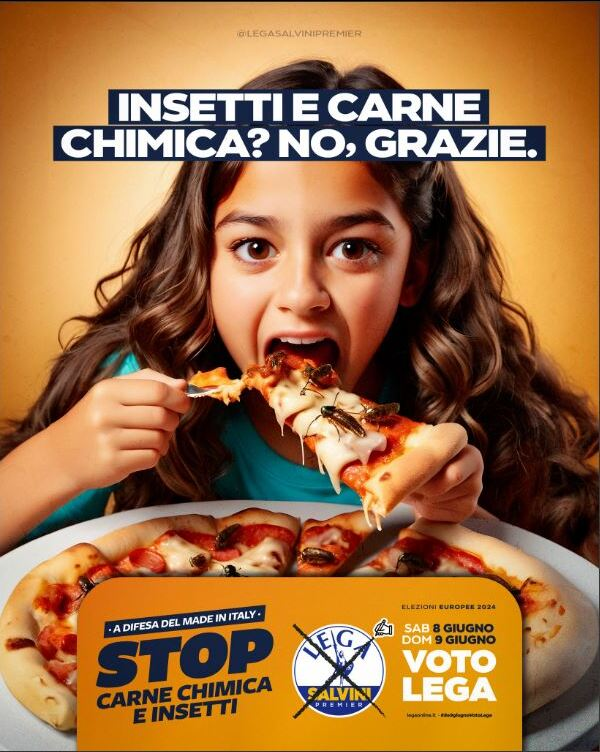 @LEGASALVINIPREMIER
INSETTI E CARNE
CHIMICA? NO, GRAZIE.
• A DIFESA DEL MADE IN ITALY •
STOP
CARNE CHIMICA
E INSETTI
LEGA
SALVINI
PREMIER
ELEZIONI EUROPEE 2024
SAB 8 GIUGNO
DOM 9 GIUGNO
VOTO
LEGA
legaonline.it - #8e9giugnoVotoLega